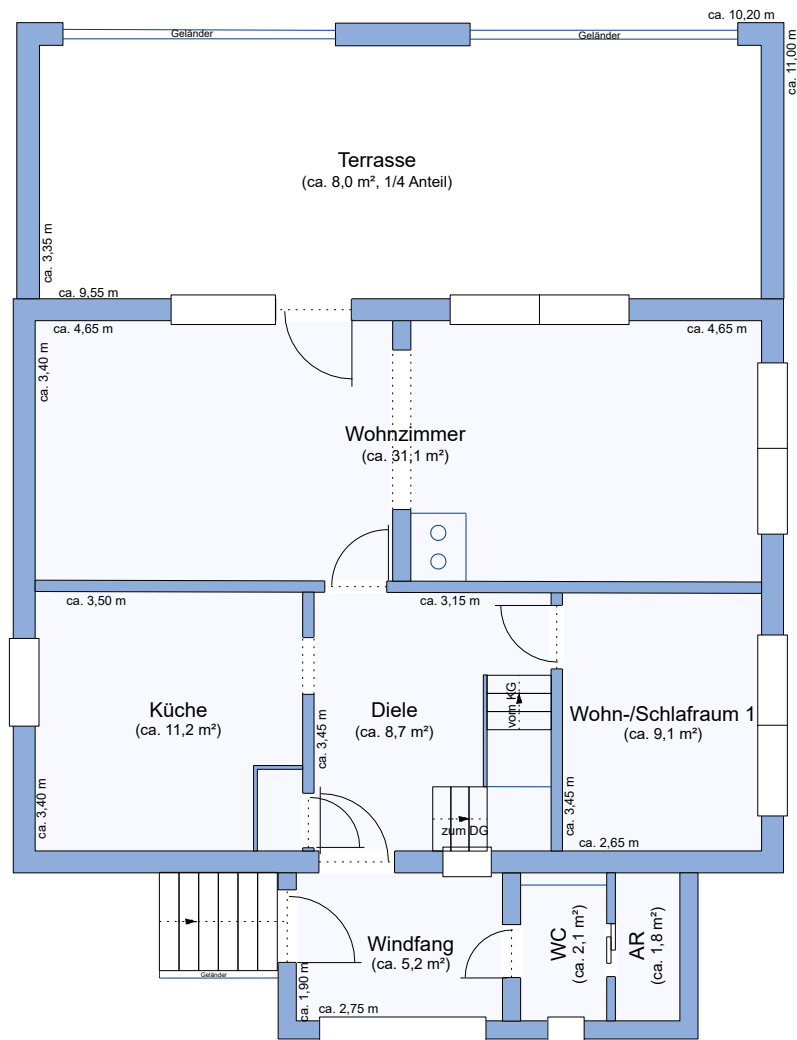 ca. 10,20 m
ca. 11,00 m
Geländer
Geländer
Terrasse
(ca. 8,0 m², 1/4 Anteil)
ca. 3,35 m
ca. 9,55 m
ca. 4,65 m
ca. 4,65 m
ca. 3,40 m
Wohnzimmer
(ca. 31,1 m²)
ca. 3,50 m
ca. 3,15 m
Küche
(ca. 11,2 m²)
Diele
(ca. 8,7 m²)
vom KG
Wohn-/Schlafraum 1
(ca. 9,1 m²)
ca. 3,40 m
ca. 3,45 m
zum DG
ca. 3,45 m
ca. 2,65 m
Windfang
(ca. 5,2 m²)
WC
(ca. 2,1 m²)
AR
(ca. 1,8 m²)
Geländer
ca. 1,90 m
ca. 2,75 m